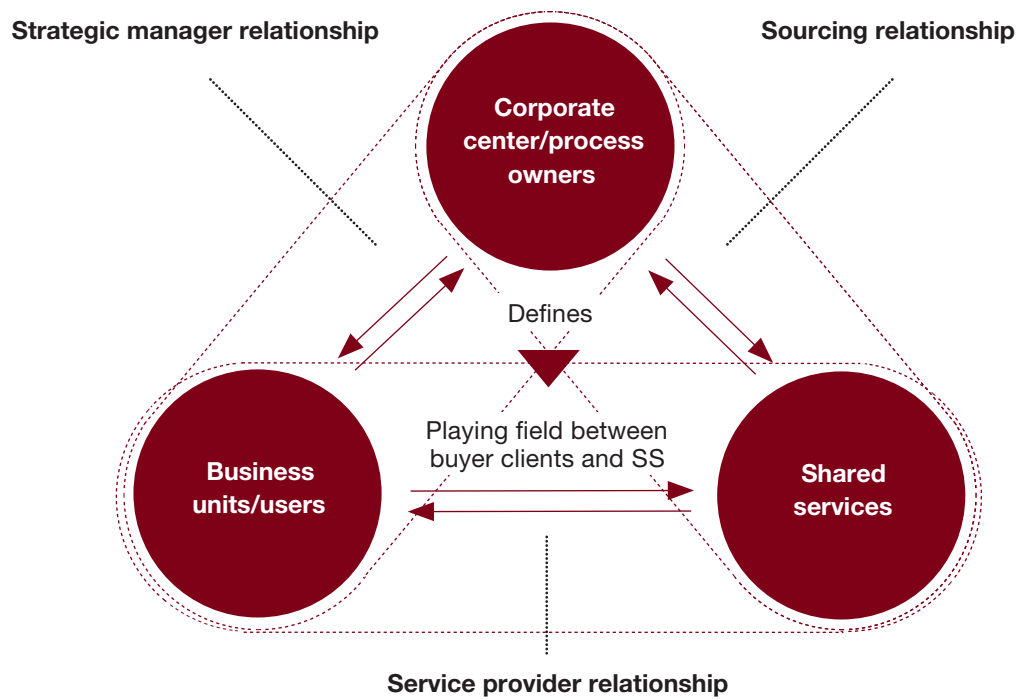 Strategic manager relationship
Sourcing relationship
Corporate
center/process
owners
Defines
Playing field between
buyer clients and SS
Business
units/users
Shared
services
Service provider relationship